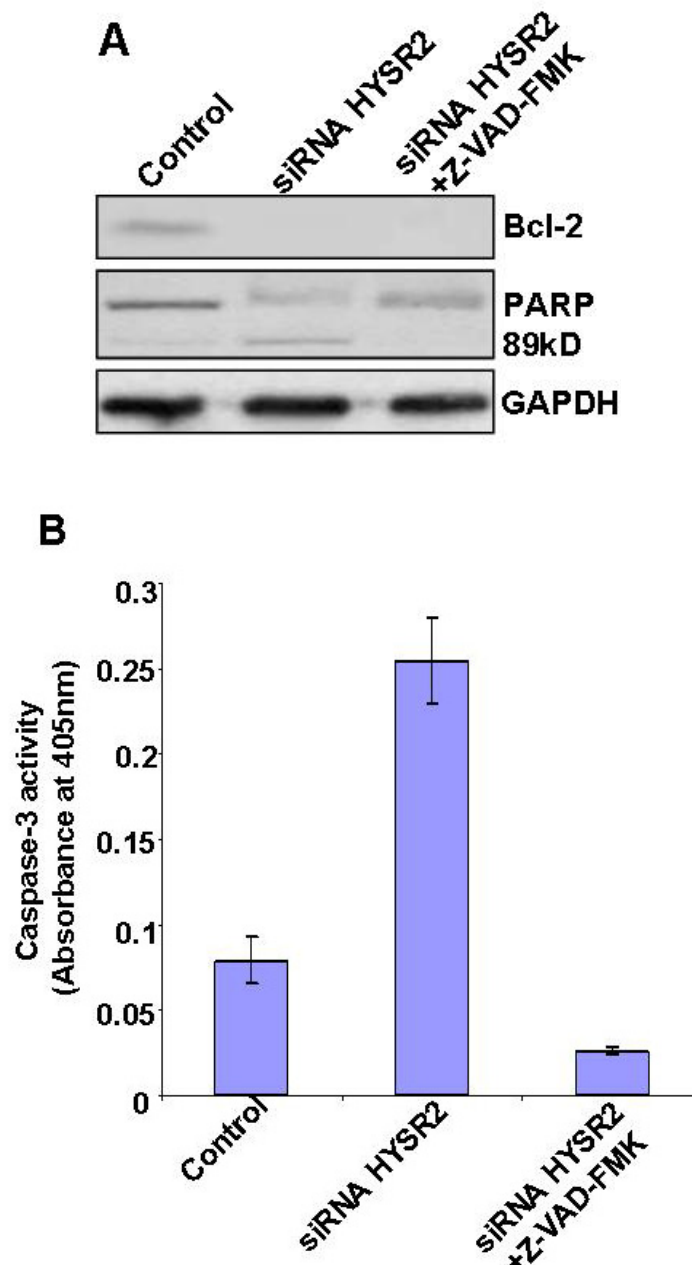 A
Control
siRNA HYSR2
siRNA HYSR2
+Z-VAD-FMK
Bcl-2
PARP
89kD
GAPDH
B
Caspase-3 activity
(Absorbance at 405nm)
0.3
0.25
0.2
0.15
0.1
0.05
0
Control
siRNA HYSR2
siRNA HYSR2
+Z-VAD-FMK